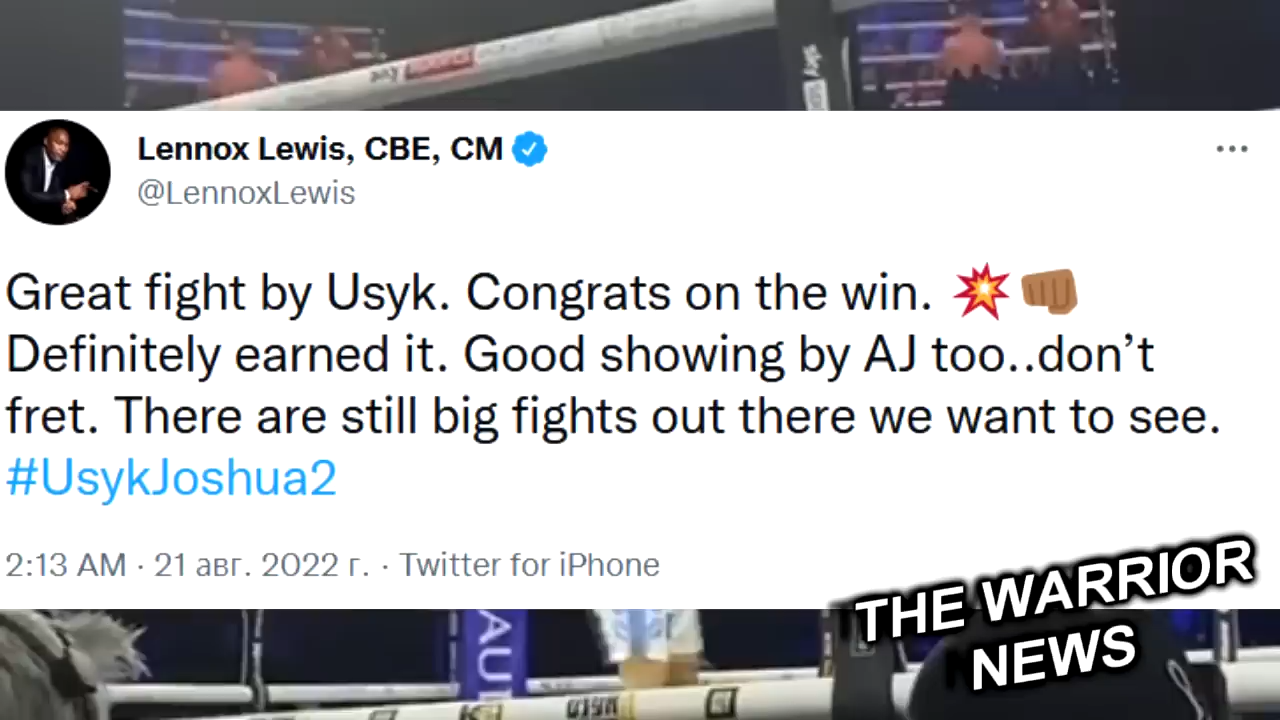 sky
Lennox Lewis, CBE, CM
@LennoxLewis
Great fight by Usyk. Congrats on the win. 💥👊🏾
Definitely earned it. Good showing by AJ too..don’t
fret. There are still big fights out there we want to see.
#UsykJoshua2
2:13 AM · 21 авг. 2022 г. · Twitter for iPhone
THE WARRIOR
NEWS